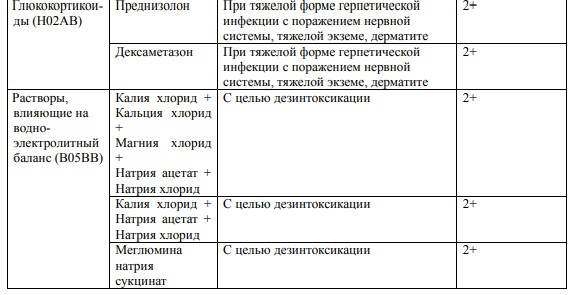 Глюкокортикои-
ды (H02AB)
Преднизолон
При тяжелой форме герпетической
инфекции с поражением нервной
системы, тяжелой экземе, дерматите
2+
Дексаметазон
При тяжелой форме герпетической
инфекции с поражением нервной
системы, тяжелой экземе, дерматите
2+
Растворы,
влияющие на
водно-
электролитный
баланс (B05BB)
Калия хлорид +
Кальция хлорид
+
Магния хлорид
+
Натрия ацетат +
Натрия хлорид
С целью дезинтоксикации
2+
Калия хлорид +
Натрия ацетат +
Натрия хлорид
С целью дезинтоксикации
2+
Меглюмина
натрия
сукцинат
С целью дезинтоксикации
2+